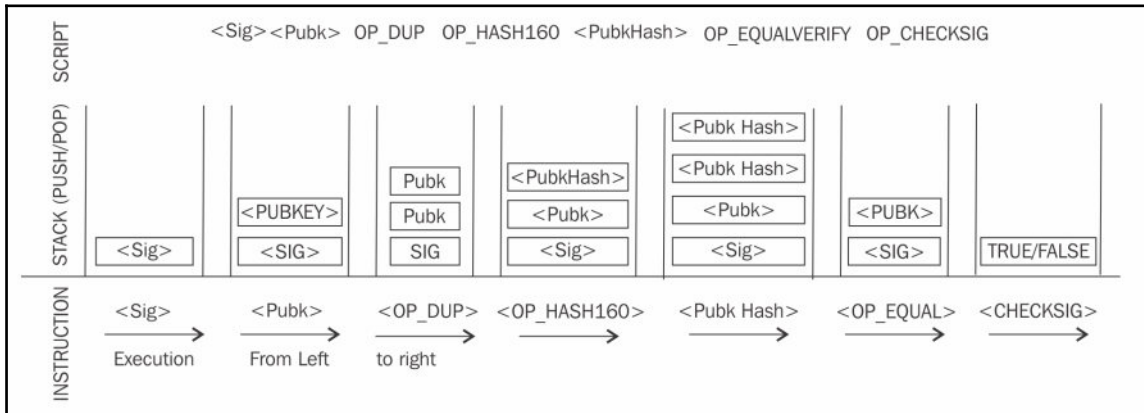 SCRIPT
<Sig> <Pubk> OP_DUP OP_HASH160 <PubkHash> OP_EQUALVERIFY OP_CHECKSIG
STACK (PUSH/POP)
<Sig>
<PUBKEY>
<SIG>
Pubk
Pubk
SIG
<PubkHash>
<Pubk>
<Sig>
<Pubk Hash>
<Pubk Hash>
<Pubk>
<Sig>
<PUBK>
<SIG>
TRUE/FALSE
INSTRUCTION
<Sig> <Pubk> <OP_DUP> <OP_HASH160> <Pubk Hash> <OP_EQUAL> <CHECKSIG>
Execution From Left to right